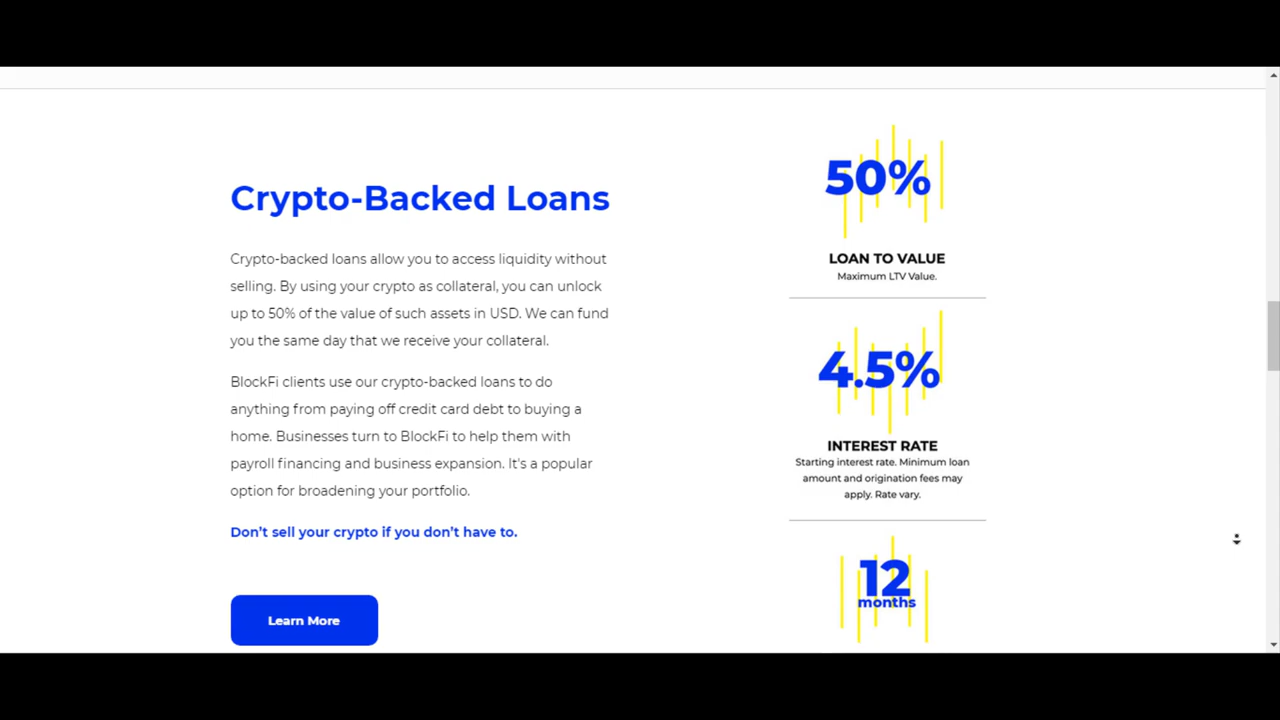 Crypto-Backed Loans
Crypto-backed loans allow you to access liquidity without
selling. By using your crypto as collateral, you can unlock
up to 50% of the value of such assets in USD. We can fund
you the same day that we receive your collateral.
BlockFi clients use our crypto-backed loans to do
anything from paying off credit card debt to buying a
home. Businesses turn to BlockFi to help them with
payroll financing and business expansion. It's a popular
option for broadening your portfolio.
Don't sell your crypto if you don't have to.
Learn More
50%
LOAN TO VALUE
Maximum LTV Value.
4.5%
INTEREST RATE
Starting interest rate. Minimum loan
amount and origination fees may
apply. Rate vary.
12
months